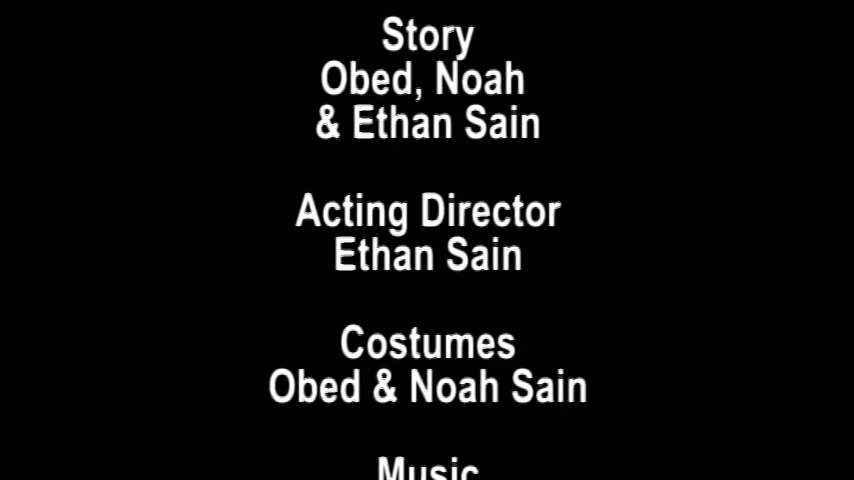 Story
Obed, Noah
& Ethan Sain
Acting Director
Ethan Sain
Costumes
Obed & Noah Sain
Music